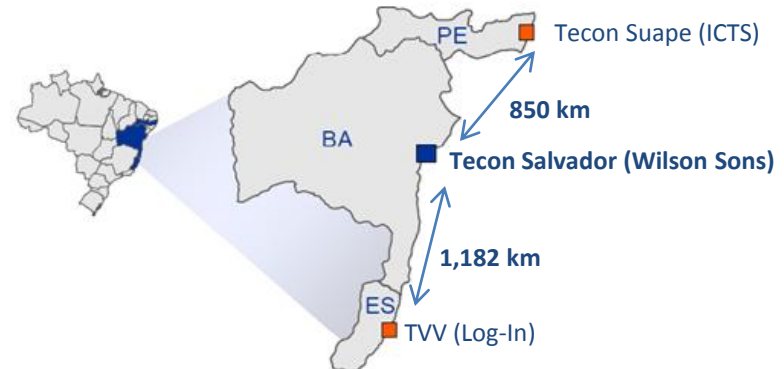 PE
Tecon Suape (ICTS)
850 km
BA
Tecon Salvador (Wilson Sons)
1,182 km
ES
TVV (Log-In)